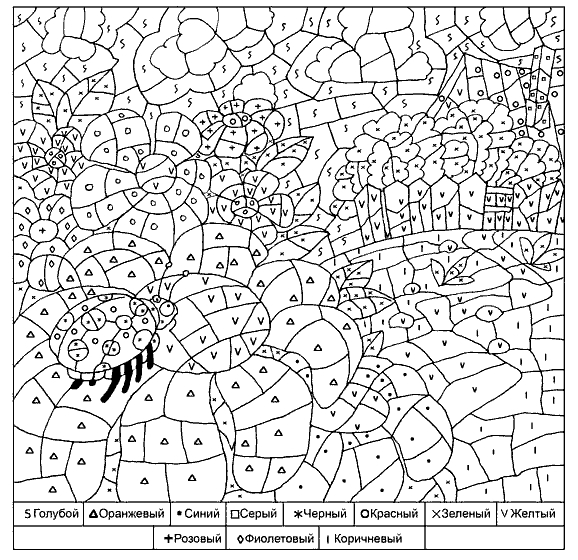 S Голубой △ Оранжевый • Синий □ Серый ✶ Черный O Красный × Зеленый V Желтый
+ Розовый ◊ Фиолетовый ı Коричневый